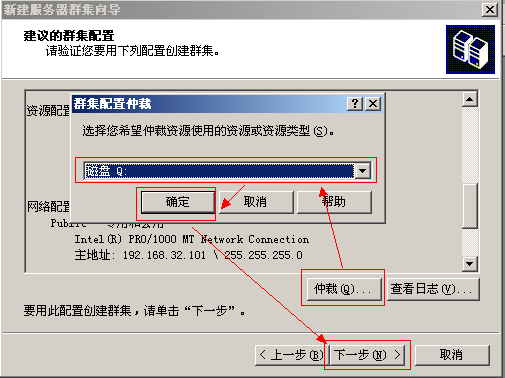 新建服务器群集向导
建议的群集配置
请验证您要用下列配置创建群集。
资源配置
群集配置仲裁
选择您希望仲裁资源使用的资源或资源类型(S)。
磁盘 Q:
确定 取消 帮助
网络配置
Public - 专用和公用
Intel(R) PRO/1000 MT Network Connection
主地址: 192.168.32.101 \ 255.255.255.0
仲裁(Q)... 查看日志(V)...
要用此配置创建群集，请单击“下一步”。
< 上一步(B) 下一步(N) > 取消